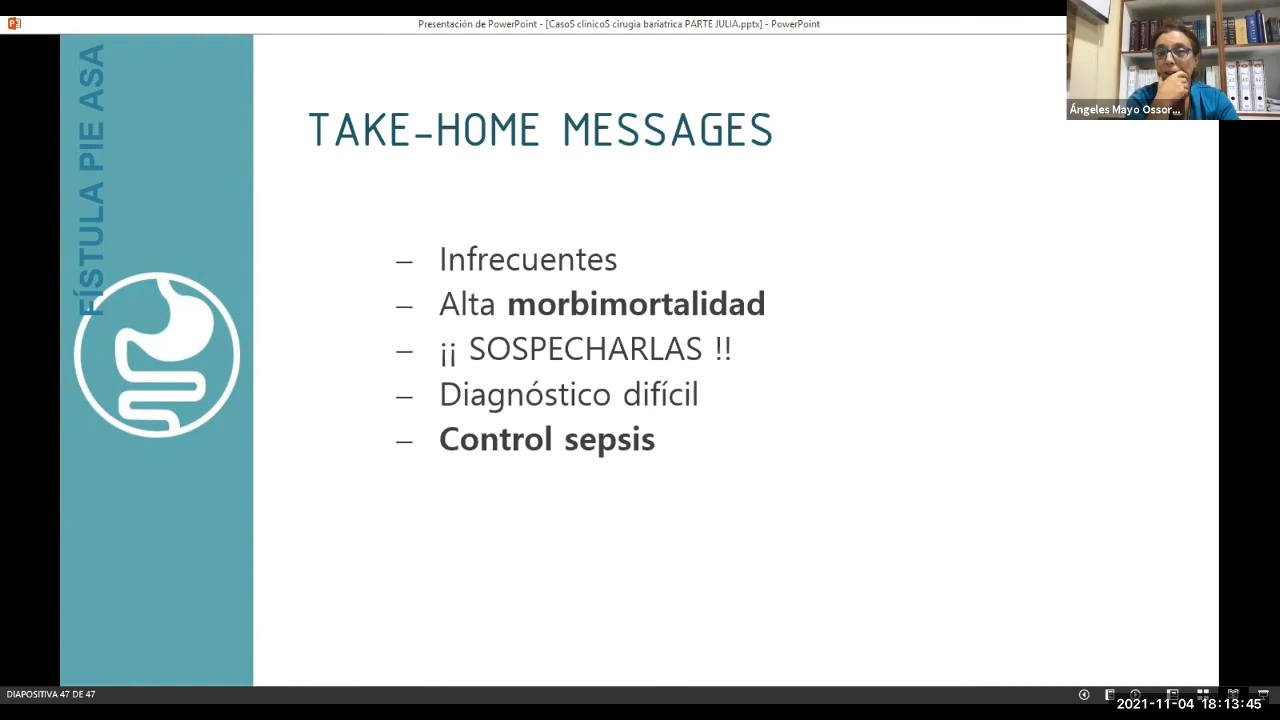 Presentación de PowerPoint - [CasoS clinicoS cirugia bariatrica PARTE JULIA.pptx] - PowerPoint
Ángeles Mayo Ossor...
FÍSTULA PIE ASA
TAKE-HOME MESSAGES
– Infrecuentes
– Alta morbimortalidad
– ¡¡ SOSPECHARLAS !!
– Diagnóstico difícil
– Control sepsis
DIAPOSITIVA 47 DE 47
2021-11-04 18:13:45